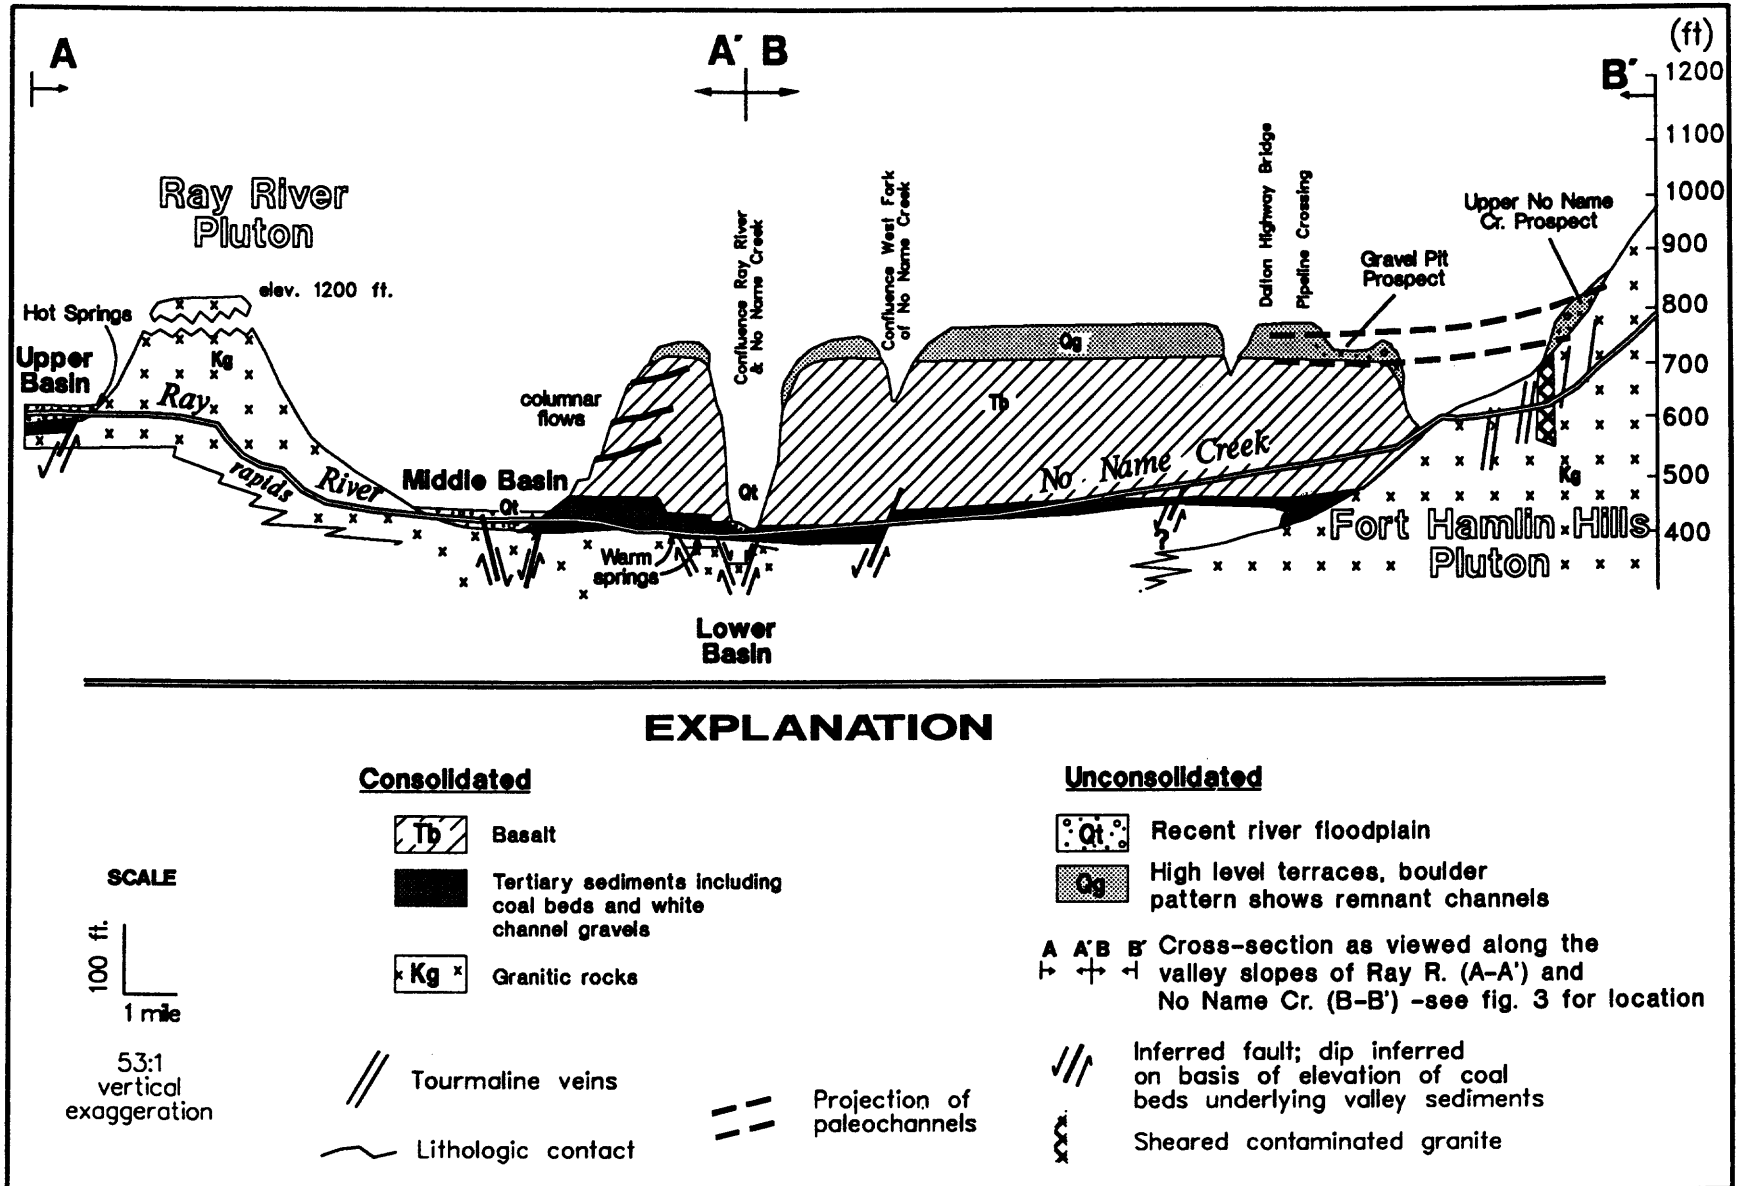 A
A' B
B'
(ft)
1200
1100
1000
900
800
700
600
500
400
Ray River
Pluton
elev. 1200 ft.
Hot Springs
Upper
Basin
Kg
Ray
rapids
River
Middle Basin
Qt
columnar
flows
Warm
springs
Lower
Basin
Confluence Ray River
& No Name Creek
Qt
Confluence West Fork
of No Name Creek
Qg
Tb
No Name Creek
Dalton Highway Bridge
Pipeline Crossing
Gravel Pit
Prospect
Upper No Name
Cr. Prospect
?
Kg
Fort Hamlin Hills
Pluton
EXPLANATION
Consolidated
Tb Basalt
Tertiary sediments including
coal beds and white
channel gravels
Kg Granitic rocks
SCALE
100 ft.
1 mile
53:1
vertical
exaggeration
Tourmaline veins
Lithologic contact
Projection of
paleochannels
Unconsolidated
Qt Recent river floodplain
Qg High level terraces, boulder
pattern shows remnant channels
A A' B B' Cross-section as viewed along the
valley slopes of Ray R. (A-A') and
No Name Cr. (B-B') -see fig. 3 for location
Inferred fault; dip inferred
on basis of elevation of coal
beds underlying valley sediments
Sheared contaminated granite